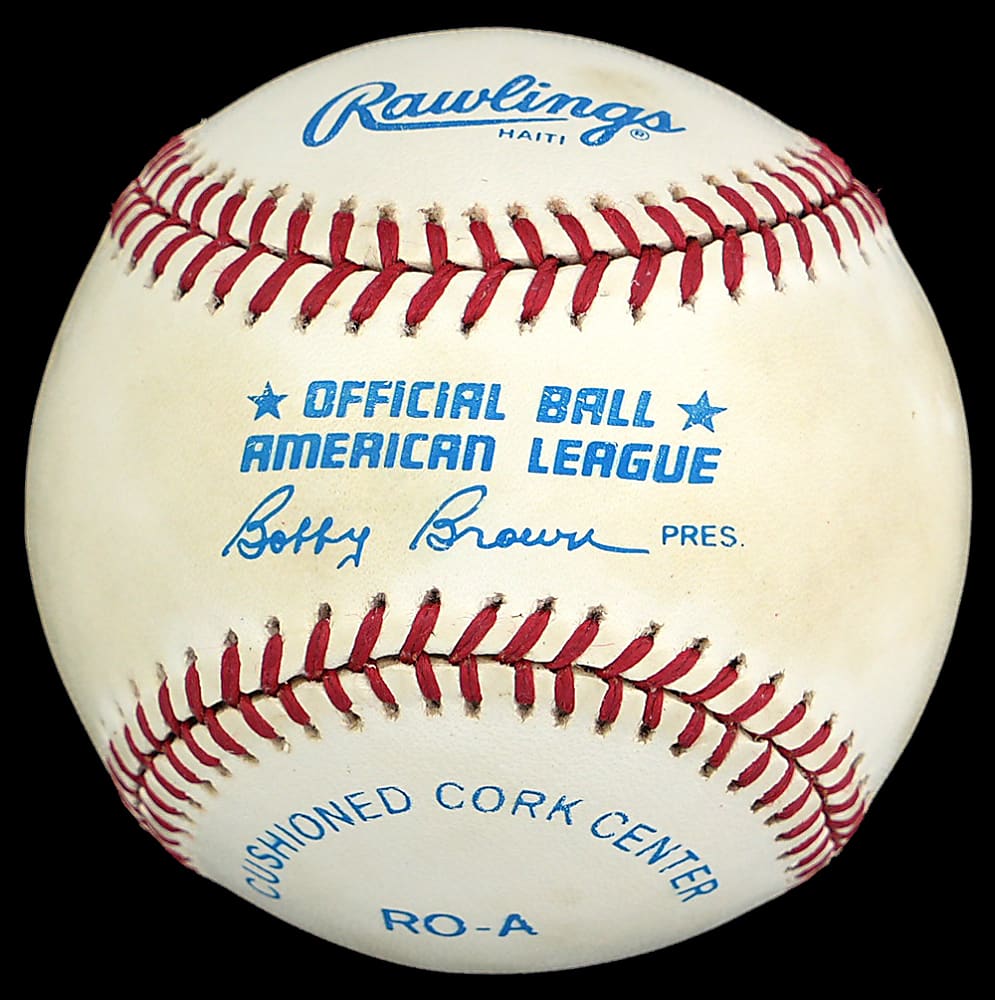 Rawlings®
HAITI
★ OFFICIAL BALL ★
AMERICAN LEAGUE
Bobby Brown PRES.
CUSHIONED CORK CENTER
RO-A